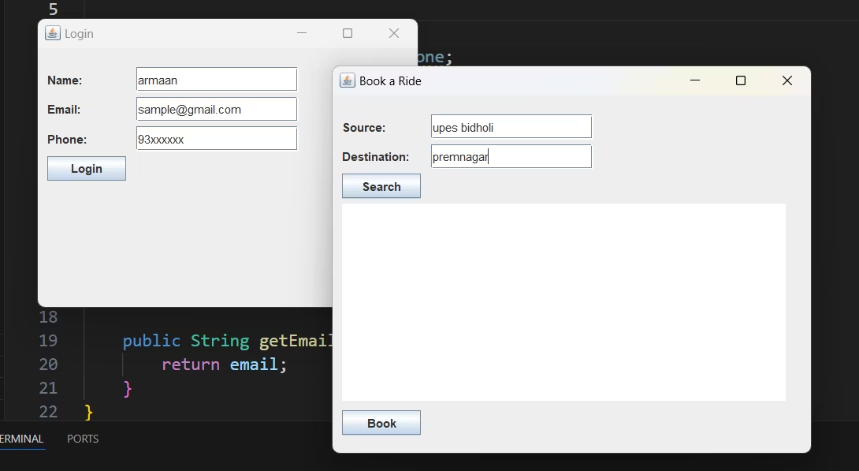 5
Login
one;
Name: armaan
Email: sample@gmail.com
Phone: 93xxxxxx
Login
Book a Ride
Source: upes bidholi
Destination: premnagar
Search
Book
18
19 public String getEmail
20 return email;
21 }
22 }
ERMINAL PORTS